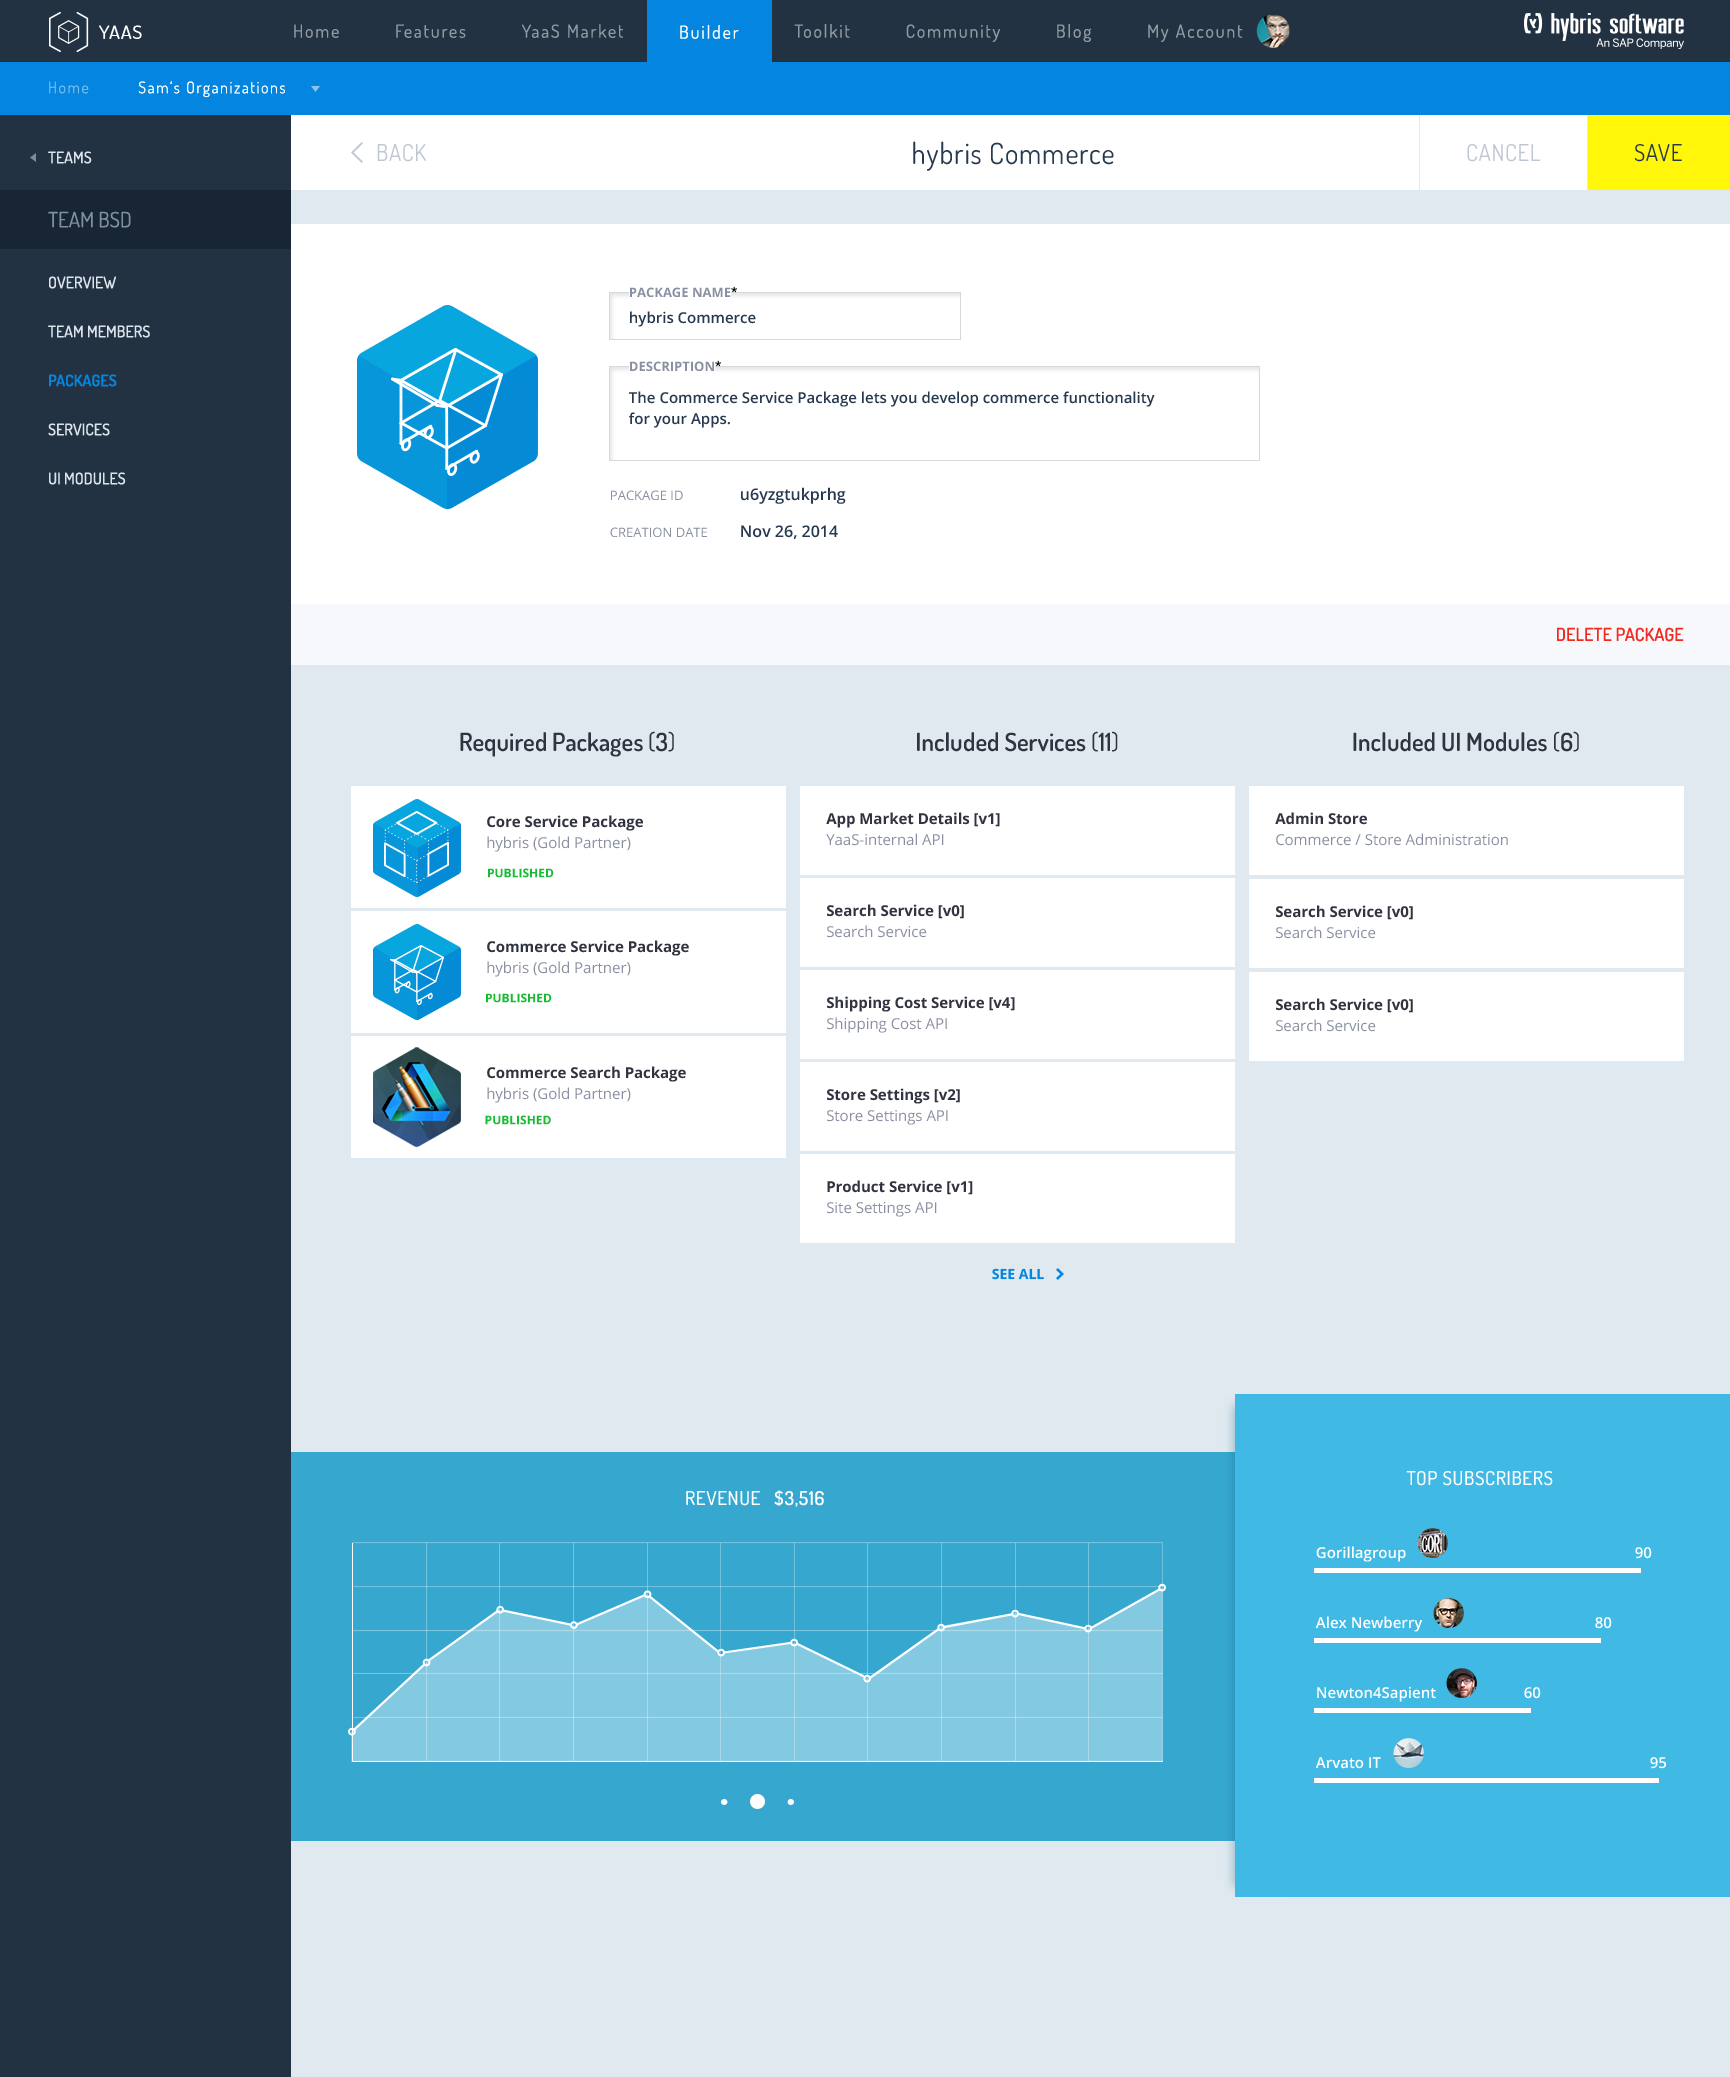 YAAS
Home
Features
YaaS Market
Builder
Toolkit
Community
Blog
My Account
(Y) hybris software
An SAP Company
Home
Sam's Organizations
TEAMS
TEAM BSD
OVERVIEW
TEAM MEMBERS
PACKAGES
SERVICES
UI MODULES
BACK
hybris Commerce
CANCEL
SAVE
PACKAGE NAME*
hybris Commerce
DESCRIPTION*
The Commerce Service Package lets you develop commerce functionality
for your Apps.
PACKAGE ID u6yzgtukprhg
CREATION DATE Nov 26, 2014
DELETE PACKAGE
Required Packages (3)
Core Service Package
hybris (Gold Partner)
PUBLISHED
Commerce Service Package
hybris (Gold Partner)
PUBLISHED
Commerce Search Package
hybris (Gold Partner)
PUBLISHED
Included Services (11)
App Market Details [v1]
YaaS-internal API
Search Service [v0]
Search Service
Shipping Cost Service [v4]
Shipping Cost API
Store Settings [v2]
Store Settings API
Product Service [v1]
Site Settings API
SEE ALL
Included UI Modules (6)
Admin Store
Commerce / Store Administration
Search Service [v0]
Search Service
Search Service [v0]
Search Service
REVENUE $3,516
TOP SUBSCRIBERS
Gorillagroup GORI 90
Alex Newberry 80
Newton4Sapient 60
Arvato IT 95